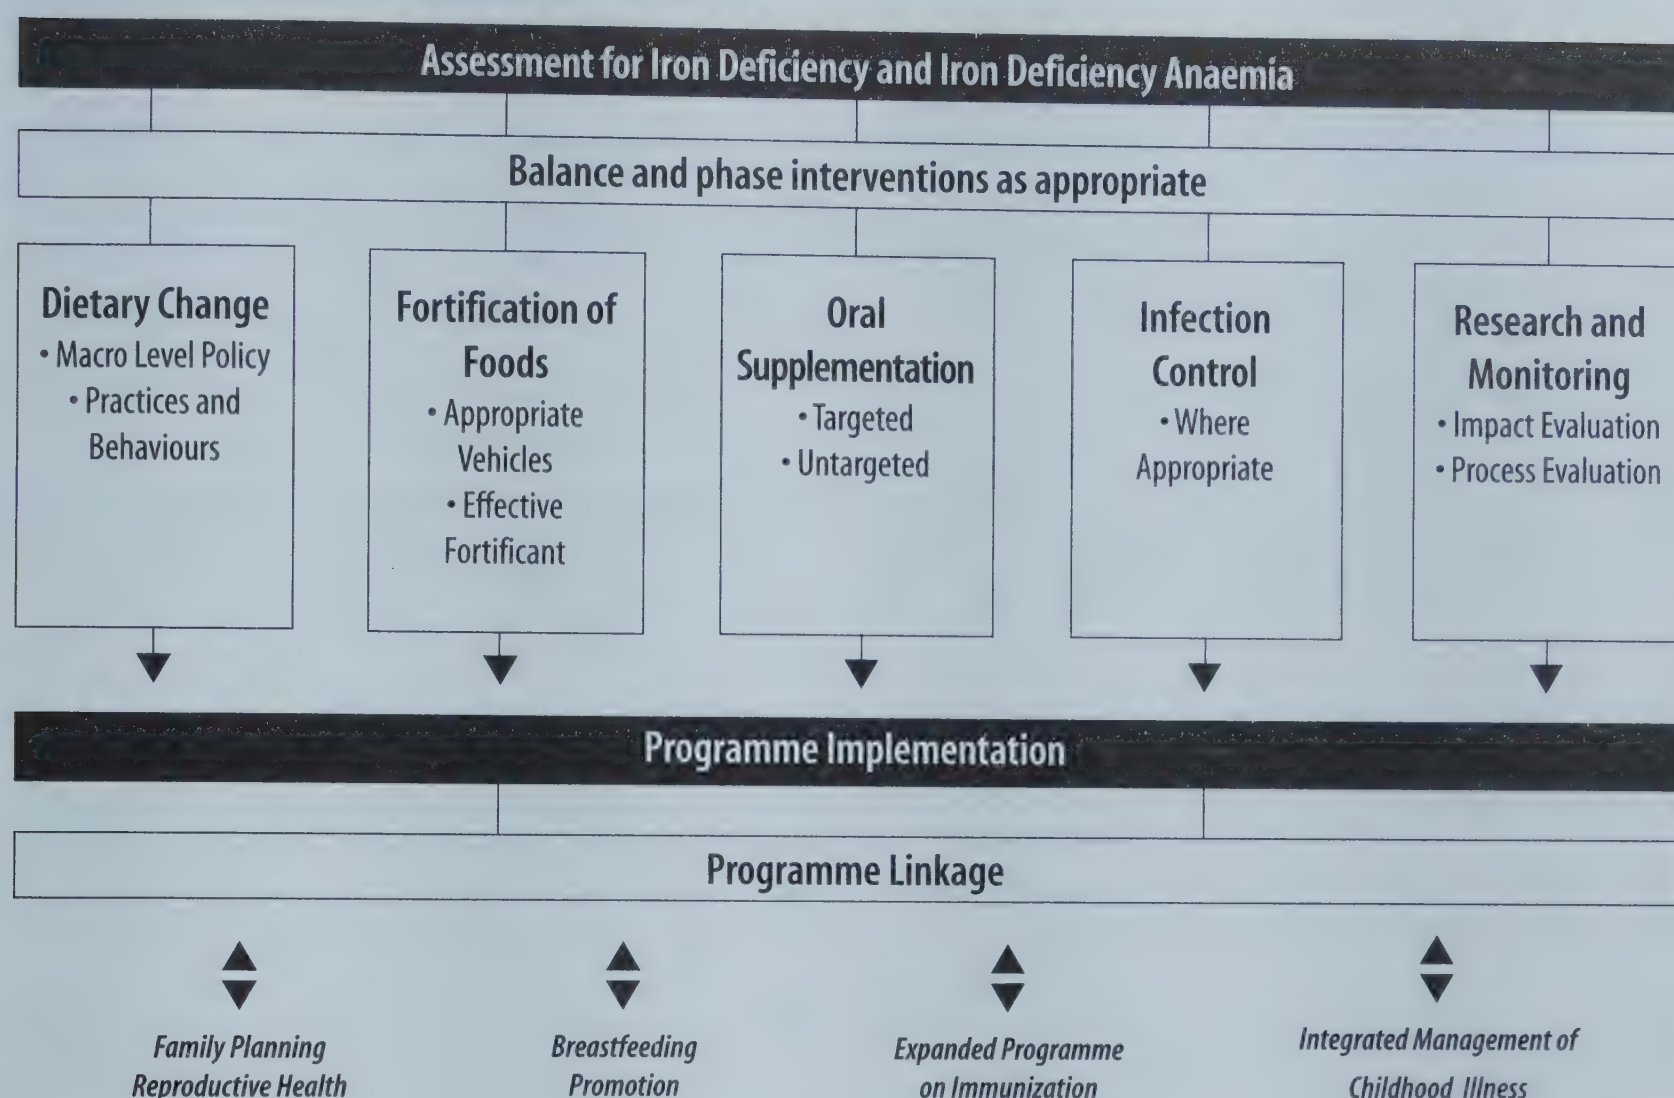 Assessment for Iron Deficiency and Iron Deficiency Anaemia
Balance and phase interventions as appropriate
Dietary Change
• Macro Level Policy
• Practices and
Behaviours
Fortification of
Foods
• Appropriate
Vehicles
• Effective
Fortificant
Oral
Supplementation
• Targeted
• Untargeted
Infection
Control
• Where
Appropriate
Research and
Monitoring
• Impact Evaluation
• Process Evaluation
Programme Implementation
Programme Linkage
Family Planning
Reproductive Health
Breastfeeding
Promotion
Expanded Programme
on Immunization
Integrated Management of
Childhood Illness